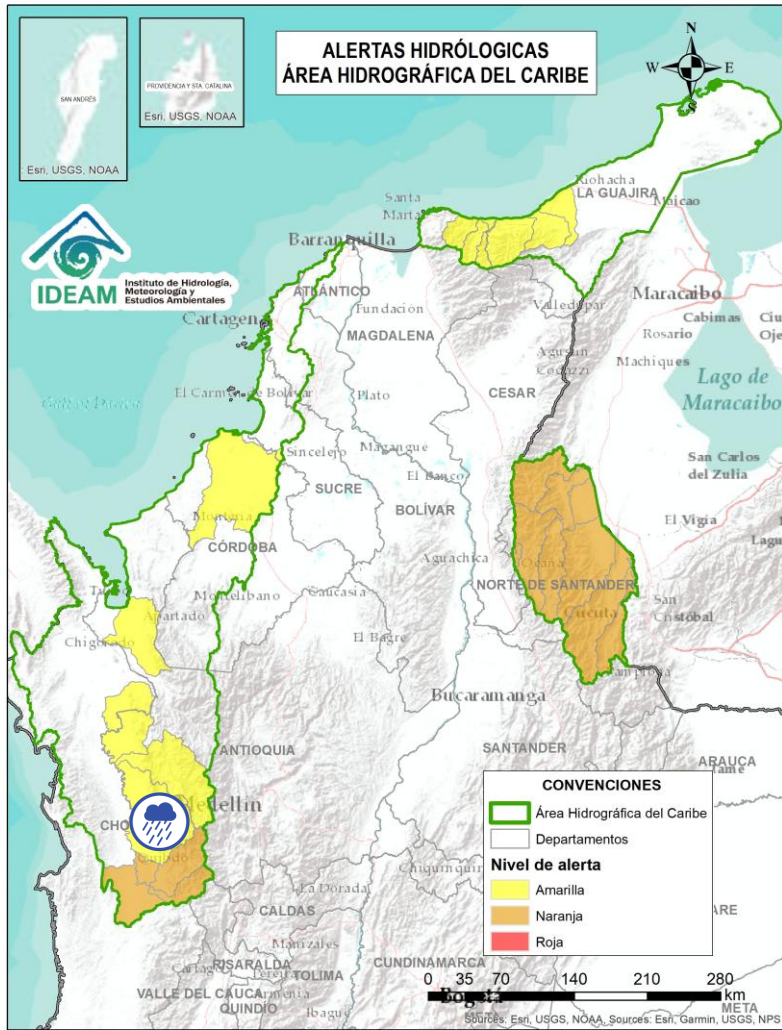 ALERTAS HIDRÓLOGICAS
ÁREA HIDROGRÁFICA DEL CARIBE
N
W
E
S
SAN ANDRÉS
PROVIDENCIA Y STA. CATALINA
Esri, USGS, NOAA
Esri, USGS, NOAA
IDEAM
Instituto de Hidrología,
Meteorología y
Estudios Ambientales
Riohacha
LA GUAJIRA
Maicao
Santa
Marta
Barranquilla
ATLÁNTICO
Fundación
Valledupar
Maracaibo
Cabimas
Cartagena
MAGDALENA
Rosario
Agustín
Codazzi
Machiques
CESAR
Lago de
Maracaibo
El Carmen de Bolívar
Plato
Sincelejo
Magangue
San Carlos
del Zulia
SUCRE
El Banco
BOLÍVAR
Montería
El Vigía
CÓRDOBA
Aguachica
Ocaña
NORTE DE SANTANDER
Montelíbano
Caucasia
Cúcuta
San
Cristóbal
Apartado
Chigorodó
El Bagre
Pamplona
Bucaramanga
ANTIOQUIA
SANTANDER
ARAUCA
Medellín
Quibdó
La Dorada
Chiquinquirá
CALDAS
Manizales
RISARALDA
Pereira
TOLIMA
CUNDINAMARCA
VALLE DEL CAUCA
Armenia
QUINDÍO
Ibagué
Bogotá
META
META
CONVENCIONES
Área Hidrográfica del Caribe
Departamentos
Nivel de alerta
Amarilla
Naranja
Roja
0 35 70 140 210 280
km
Sources: Esri, USGS, NOAA, Sources: Esri, Garmin, USGS, NPS